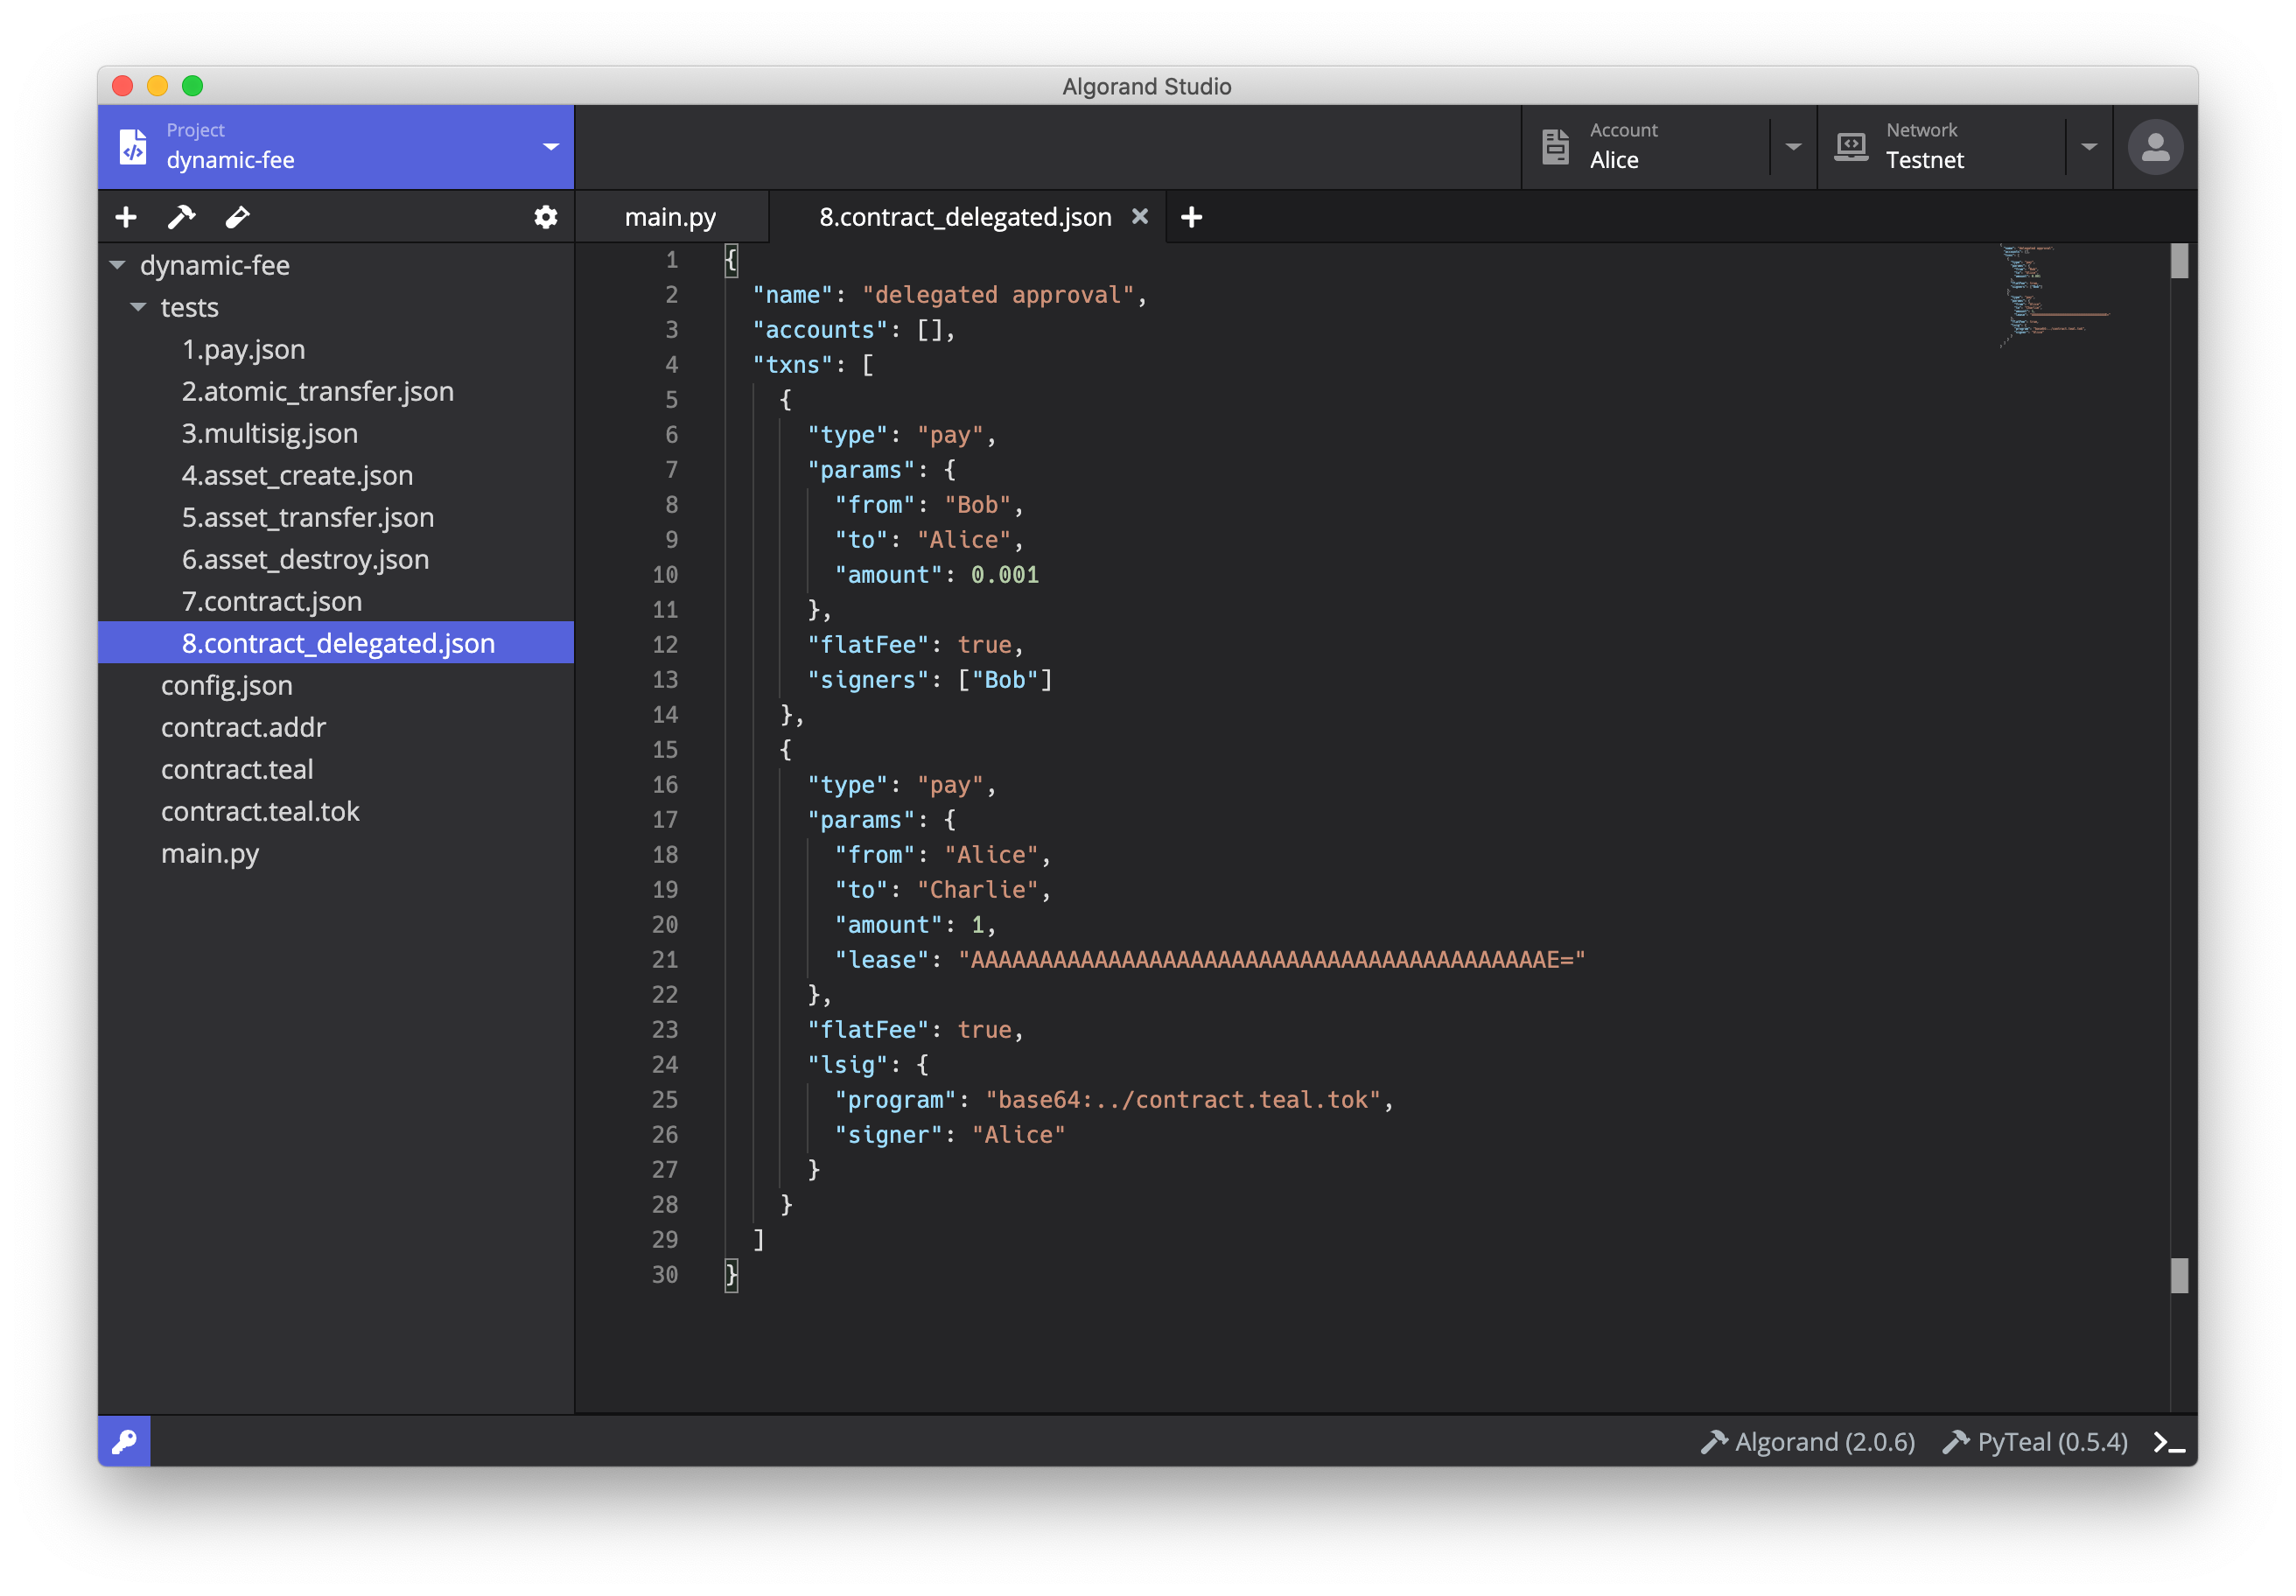 Algorand Studio
Project
dynamic-fee
Account
Alice
Network
Testnet
main.py
8.contract_delegated.json
dynamic-fee
tests
1.pay.json
2.atomic_transfer.json
3.multisig.json
4.asset_create.json
5.asset_transfer.json
6.asset_destroy.json
7.contract.json
8.contract_delegated.json
config.json
contract.addr
contract.teal
contract.teal.tok
main.py
1 {
2 "name": "delegated approval",
3 "accounts": [],
4 "txns": [
5 {
6 "type": "pay",
7 "params": {
8 "from": "Bob",
9 "to": "Alice",
10 "amount": 0.001
11 },
12 "flatFee": true,
13 "signers": ["Bob"]
14 },
15 {
16 "type": "pay",
17 "params": {
18 "from": "Alice",
19 "to": "Charlie",
20 "amount": 1,
21 "lease": "AAAAAAAAAAAAAAAAAAAAAAAAAAAAAAAAAAAAAAAAAAE="
22 },
23 "flatFee": true,
24 "lsig": {
25 "program": "base64:../contract.teal.tok",
26 "signer": "Alice"
27 }
28 }
29 ]
30 }
Algorand (2.0.6)
PyTeal (0.5.4)